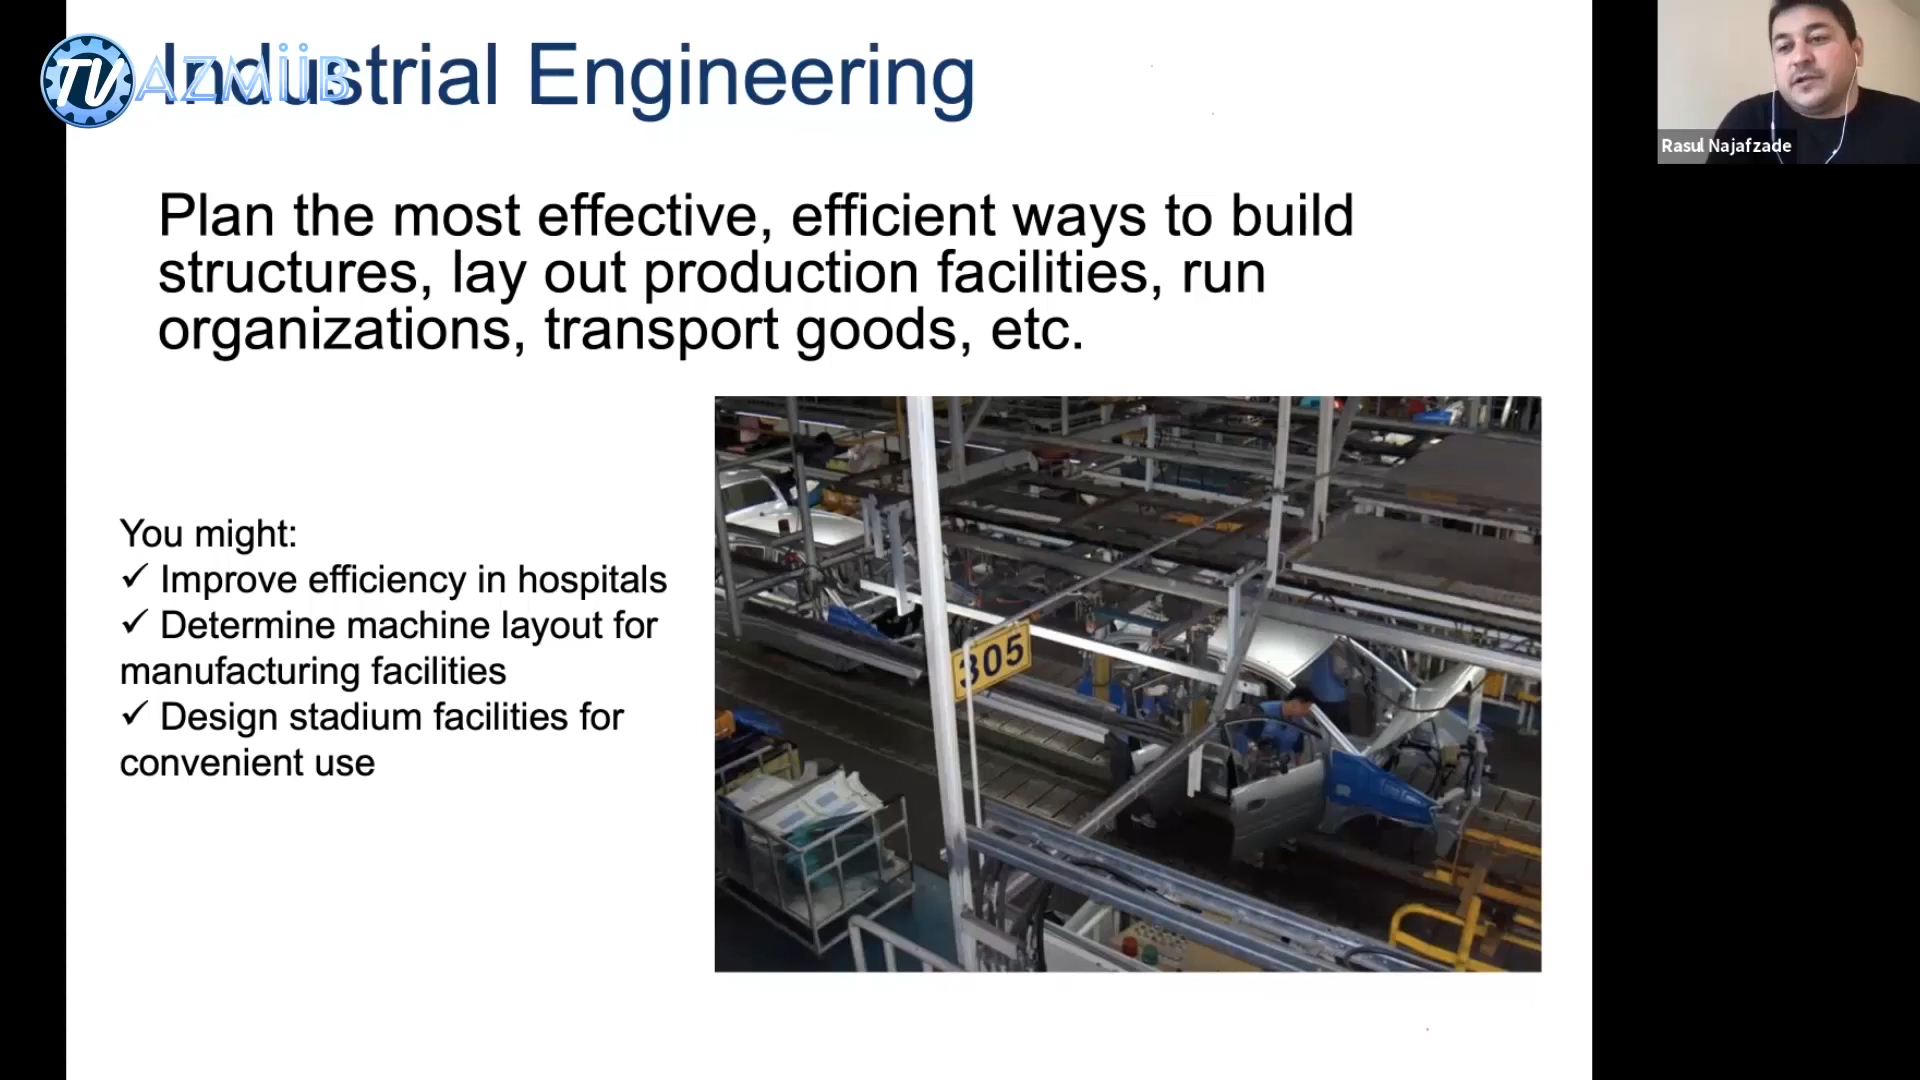 TV AZMİİB
Industrial Engineering
Rasul Najafzade
Plan the most effective, efficient ways to build
structures, lay out production facilities, run
organizations, transport goods, etc.
You might:
✓ Improve efficiency in hospitals
✓ Determine machine layout for
manufacturing facilities
✓ Design stadium facilities for
convenient use
305